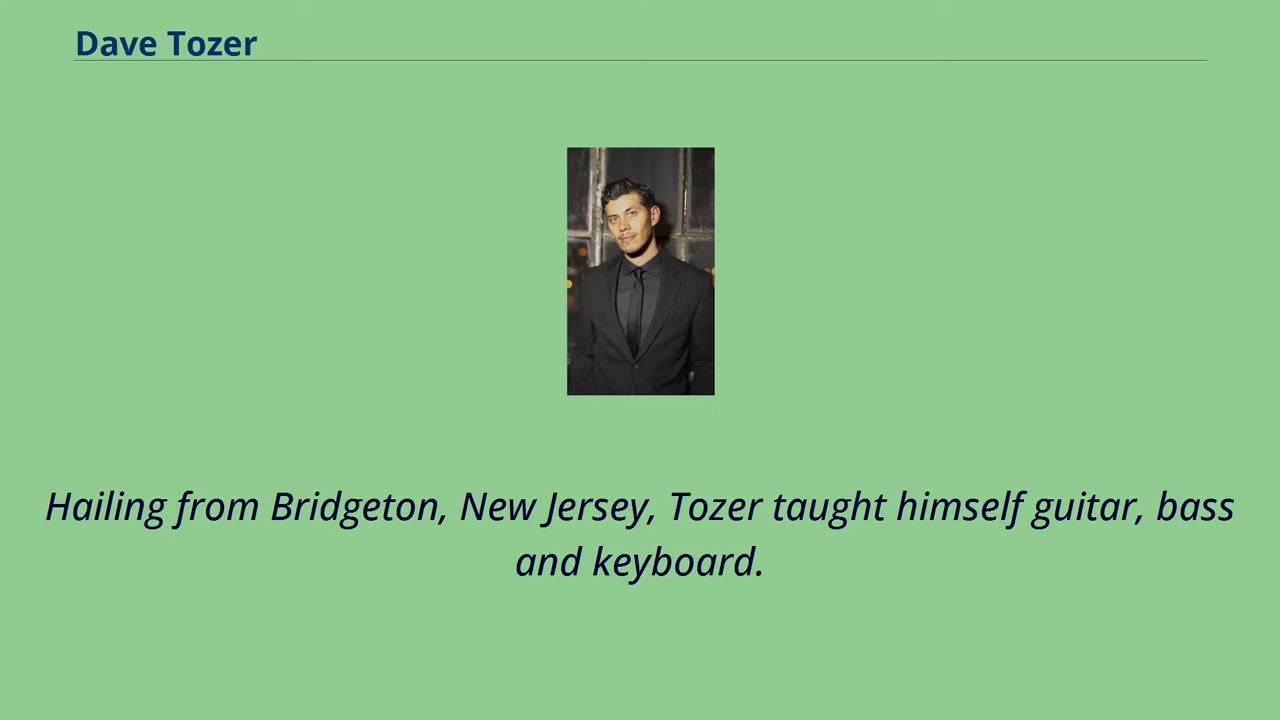 Dave Tozer
Hailing from Bridgeton, New Jersey, Tozer taught himself guitar, bass
and keyboard.